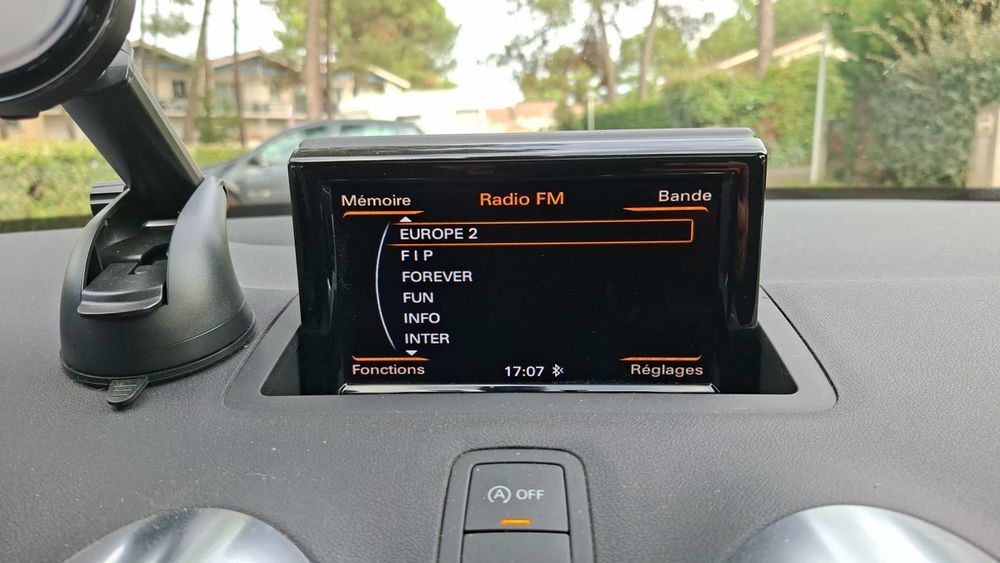 Mémoire Radio FM Bande
EUROPE 2
F I P
FOREVER
FUN
INFO
INTER
Fonctions 17:07 Réglages
A OFF